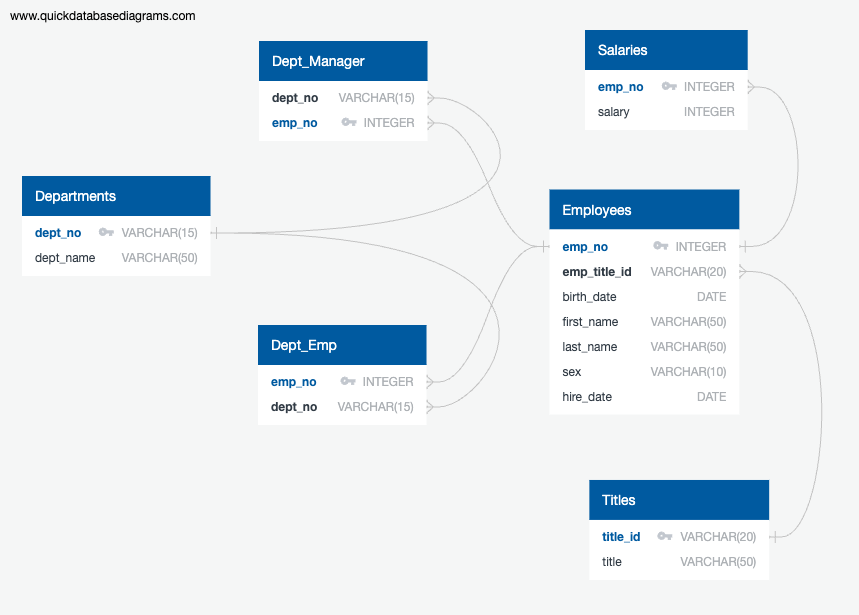 www.quickdatabasediagrams.com
Dept_Manager
dept_no VARCHAR(15)
emp_no INTEGER
Salaries
emp_no INTEGER
salary INTEGER
Departments
dept_no VARCHAR(15)
dept_name VARCHAR(50)
Employees
emp_no INTEGER
emp_title_id VARCHAR(20)
birth_date DATE
first_name VARCHAR(50)
last_name VARCHAR(50)
sex VARCHAR(10)
hire_date DATE
Dept_Emp
emp_no INTEGER
dept_no VARCHAR(15)
Titles
title_id VARCHAR(20)
title VARCHAR(50)